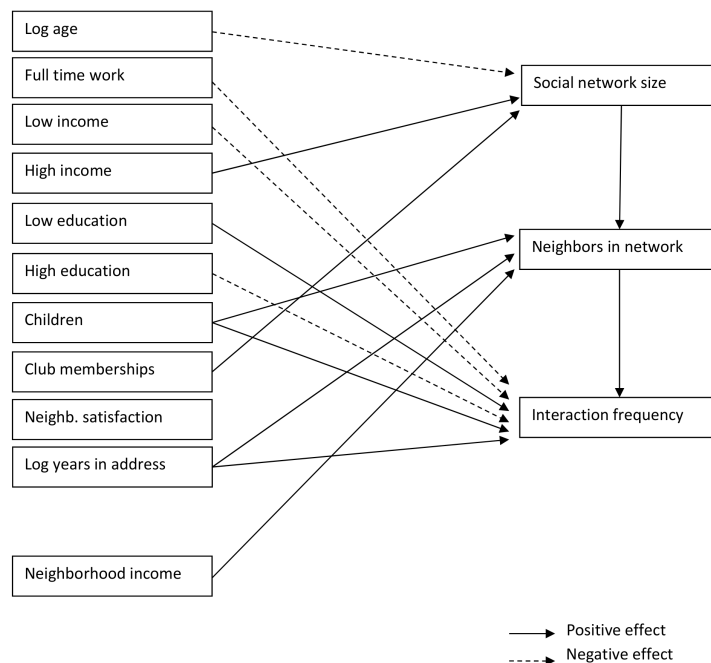 Log age
Full time work
Low income
High income
Low education
High education
Children
Club memberships
Neighb. satisfaction
Log years in address
Neighborhood income
Social network size
Neighbors in network
Interaction frequency
Positive effect
Negative effect